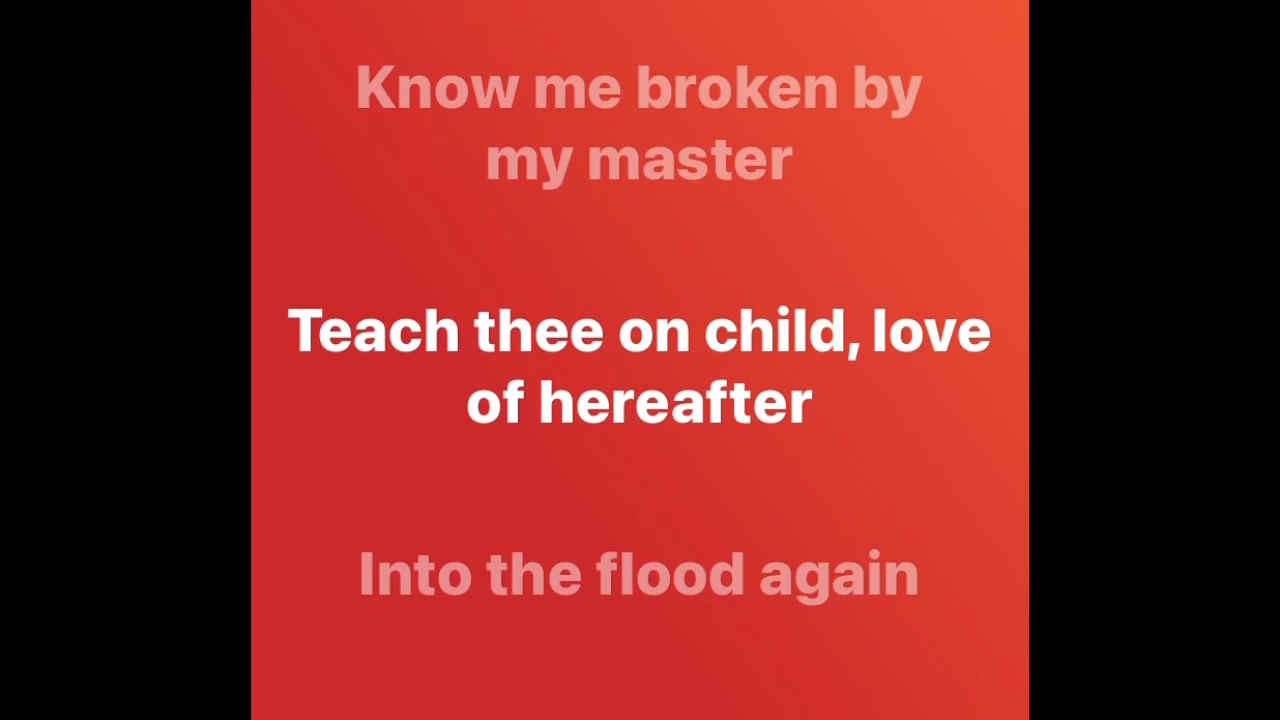 Know me broken by
my master
Teach thee on child, love
of hereafter
Into the flood again